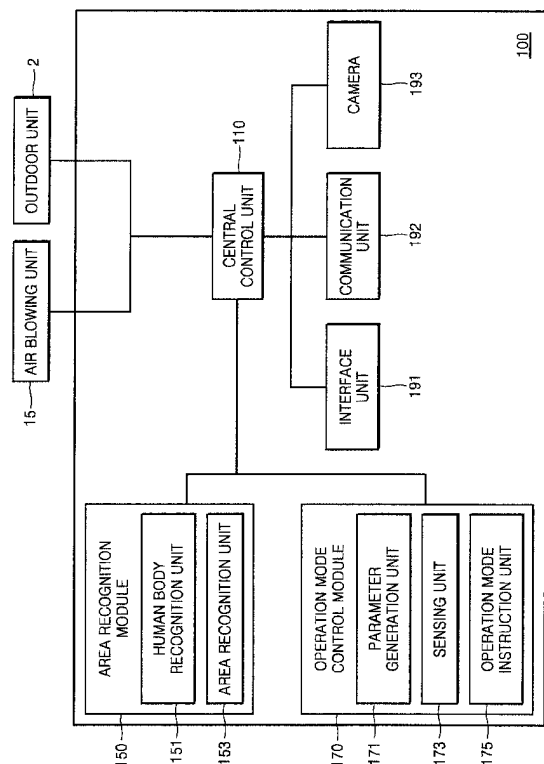 15
AIR BLOWING UNIT
OUTDOOR UNIT
2
150
AREA RECOGNITION
MODULE
151
HUMAN BODY
RECOGNITION UNIT
153
AREA RECOGNITION UNIT
CENTRAL
CONTROL UNIT
110
170
OPERATION MODE
CONTROL MODULE
171
PARAMETER
GENERATION UNIT
173
SENSING UNIT
175
OPERATION MODE
INSTRUCTION UNIT
INTERFACE
UNIT
191
COMMUNICATION
UNIT
192
CAMERA
193
100